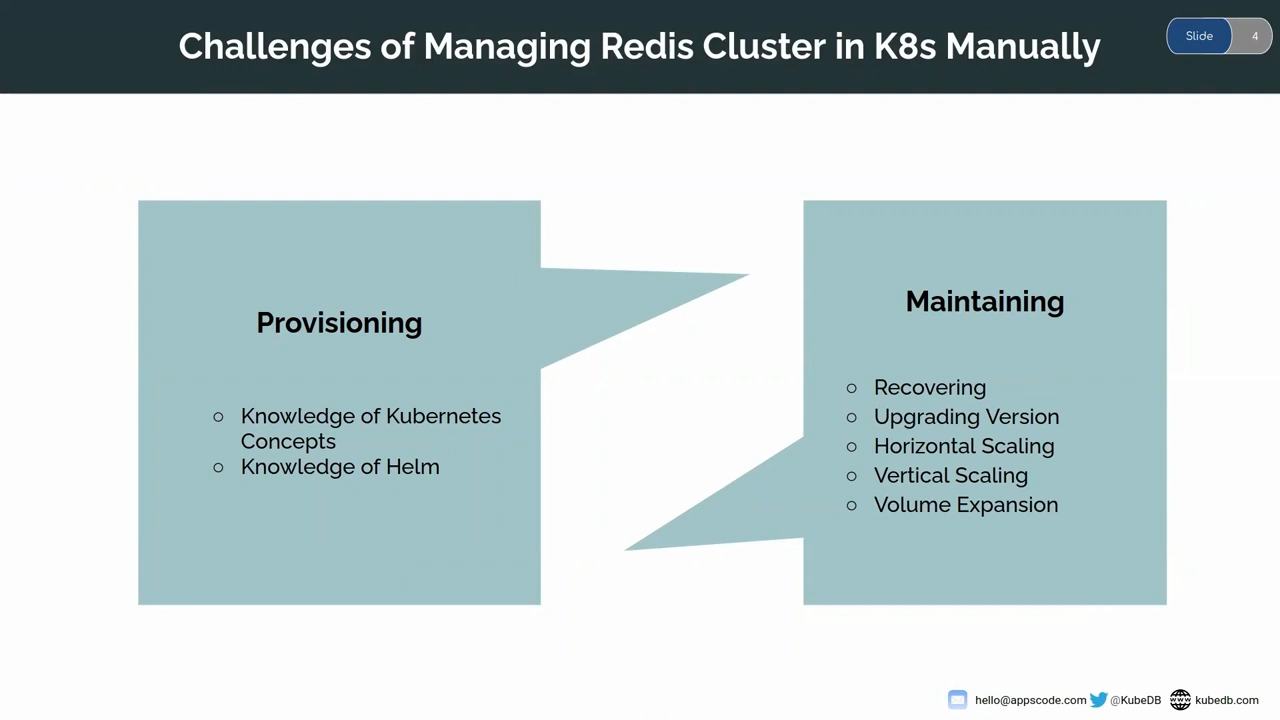 Challenges of Managing Redis Cluster in K8s Manually
Slide 4
Provisioning
○ Knowledge of Kubernetes
Concepts
○ Knowledge of Helm
Maintaining
○ Recovering
○ Upgrading Version
○ Horizontal Scaling
○ Vertical Scaling
○ Volume Expansion
hello@appscode.com @KubeDB kubedb.com